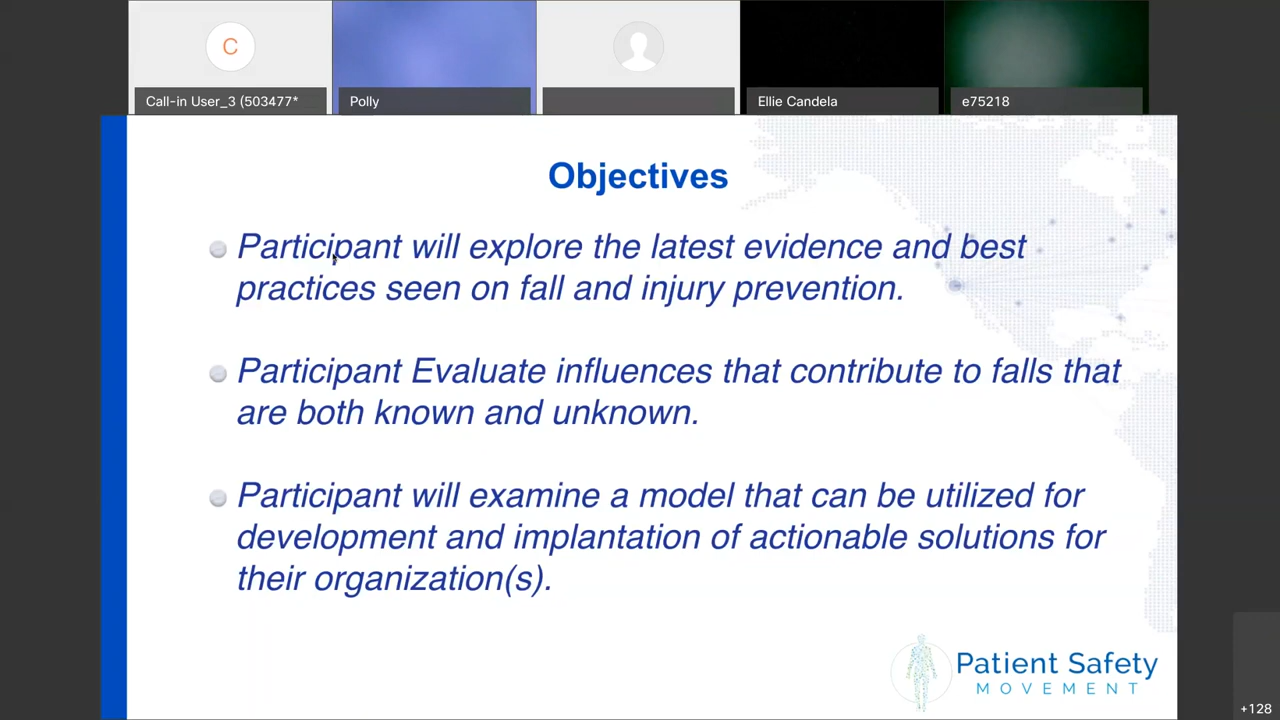 C
Call-in User_3 (503477*
Polly
Ellie Candela
e75218
Objectives
Participant will explore the latest evidence and best
practices seen on fall and injury prevention.
Participant Evaluate influences that contribute to falls that
are both known and unknown.
Participant will examine a model that can be utilized for
development and implantation of actionable solutions for
their organization(s).
Patient Safety
MOVEMENT
+128